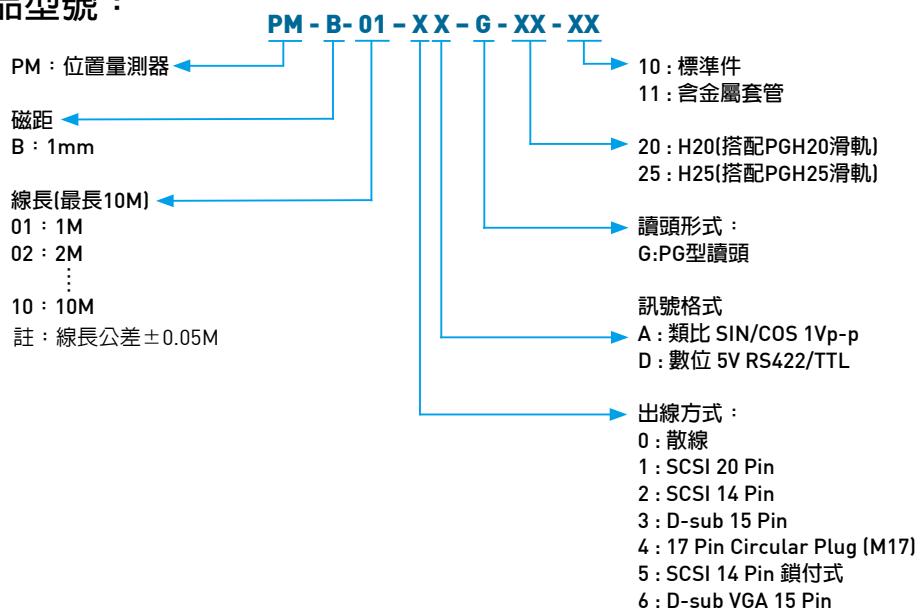 品型號：
PM - B- 01 – X X – G - XX - XX
PM：位置量測器
磁距
B：1mm
線長(最長10M)
01：1M
02：2M
⋮
10：10M
註：線長公差±0.05M
10 : 標準件
11 : 含金屬套管
20 : H20(搭配PGH20滑軌)
25 : H25(搭配PGH25滑軌)
讀頭形式：
G:PG型讀頭
訊號格式
A : 類比 SIN/COS 1Vp-p
D : 數位 5V RS422/TTL
出線方式：
0 : 散線
1 : SCSI 20 Pin
2 : SCSI 14 Pin
3 : D-sub 15 Pin
4 : 17 Pin Circular Plug (M17)
5 : SCSI 14 Pin 鎖付式
6 : D-sub VGA 15 Pin